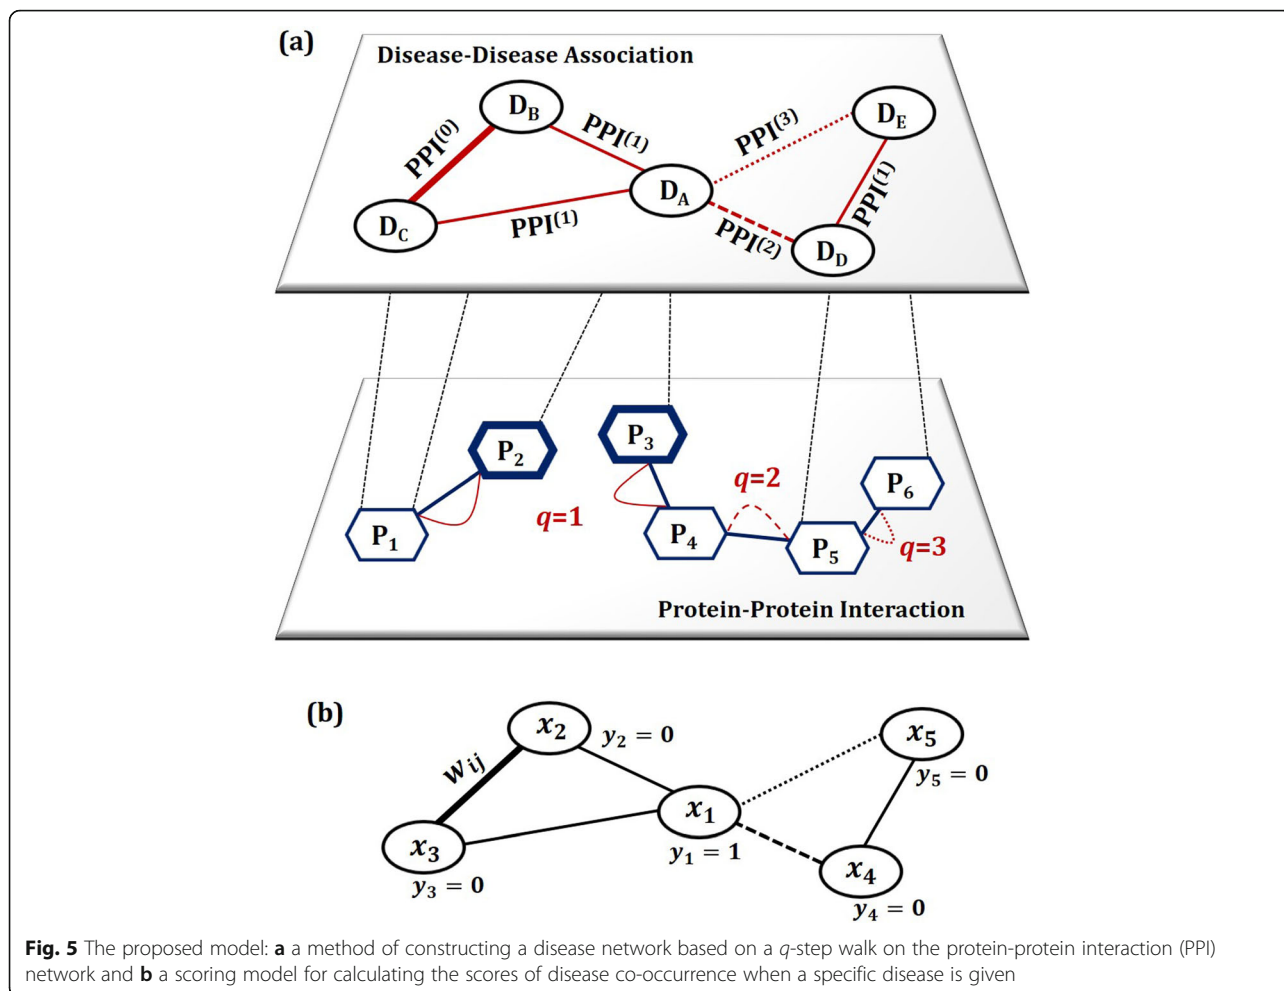 (a)
Disease-Disease Association
D_B
D_E
PPI^(0)
PPI^(1)
PPI^(3)
D_A
PPI^(1)
D_C
PPI^(1)
PPI^(2)
D_D
P_3
P_2
q=2
P_6
q=1
P_1
P_4
P_5
q=3
Protein-Protein Interaction
(b)
x_2
y_2 = 0
x_5
w_ij
y_5 = 0
x_1
x_3
y_1 = 1
x_4
y_3 = 0
y_4 = 0
Fig. 5 The proposed model: a a method of constructing a disease network based on a q-step walk on the protein-protein interaction (PPI)
network and b a scoring model for calculating the scores of disease co-occurrence when a specific disease is given